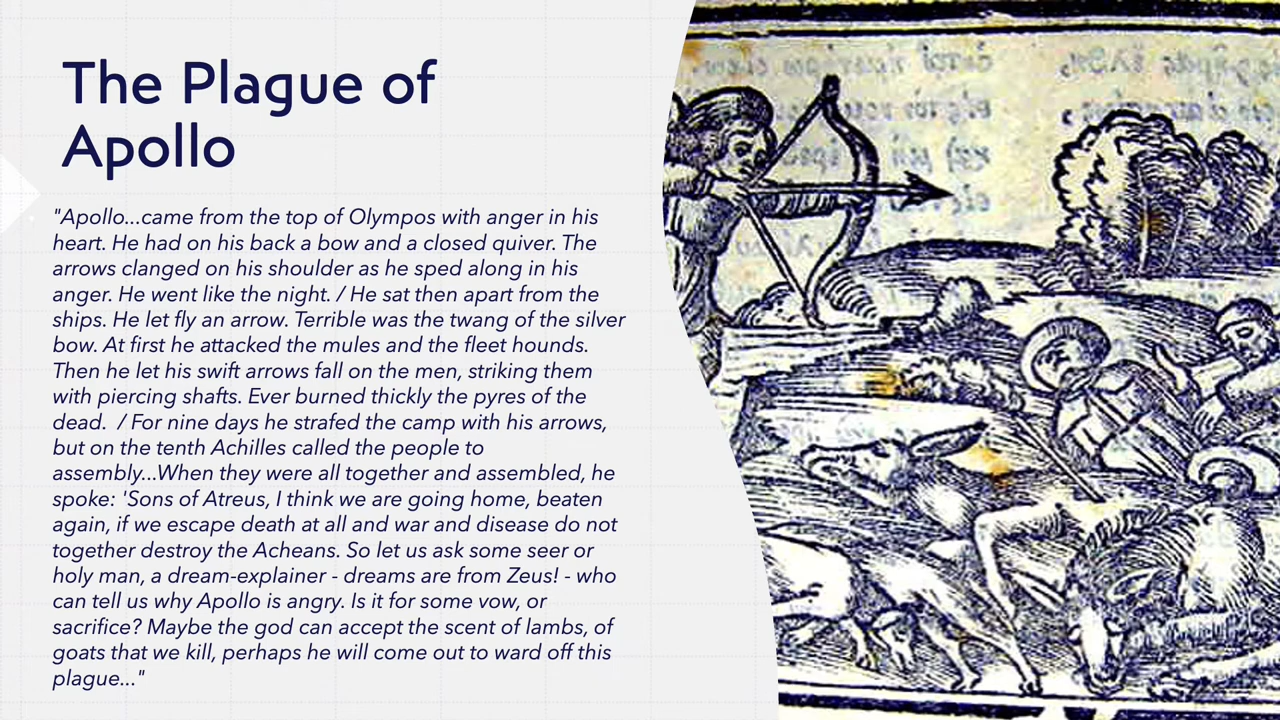 The Plague of
Apollo
"Apollo...came from the top of Olympos with anger in his
heart. He had on his back a bow and a closed quiver. The
arrows clanged on his shoulder as he sped along in his
anger. He went like the night. / He sat then apart from the
ships. He let fly an arrow. Terrible was the twang of the silver
bow. At first he attacked the mules and the fleet hounds.
Then he let his swift arrows fall on the men, striking them
with piercing shafts. Ever burned thickly the pyres of the
dead.  / For nine days he strafed the camp with his arrows,
but on the tenth Achilles called the people to
assembly...When they were all together and assembled, he
spoke: 'Sons of Atreus, I think we are going home, beaten
again, if we escape death at all and war and disease do not
together destroy the Acheans. So let us ask some seer or
holy man, a dream-explainer - dreams are from Zeus! - who
can tell us why Apollo is angry. Is it for some vow, or
sacrifice? Maybe the god can accept the scent of lambs, of
goats that we kill, perhaps he will come out to ward off this
plague..."